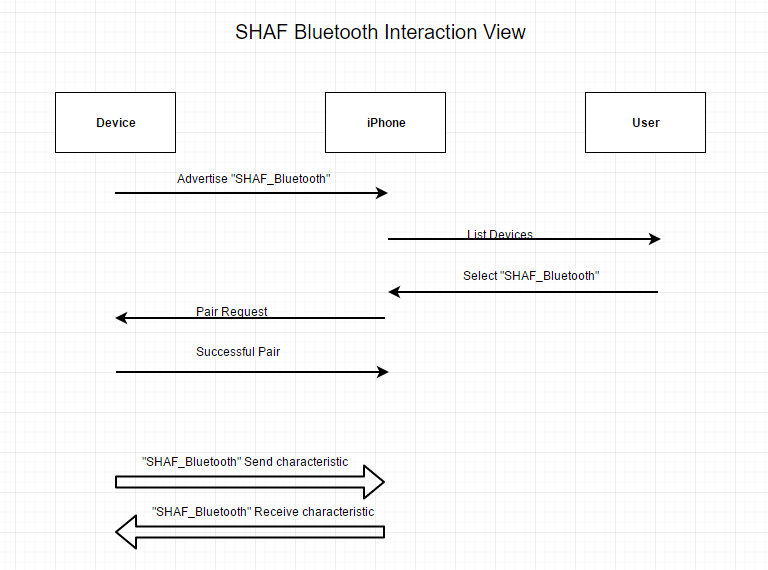 SHAF Bluetooth Interaction View
Device
iPhone
User
Advertise "SHAF_Bluetooth"
List Devices
Select "SHAF_Bluetooth"
Pair Request
Successful Pair
"SHAF_Bluetooth" Send characteristic
"SHAF_Bluetooth" Receive characteristic